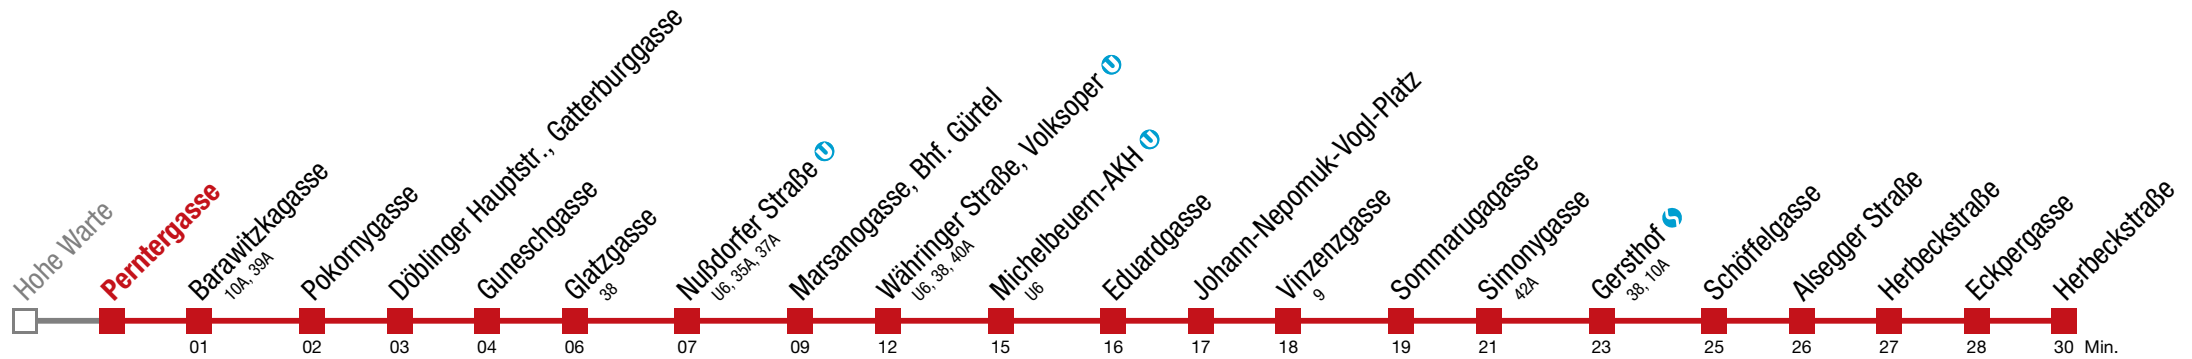 Hohe Warte
Perntergasse
Barawitzkagasse
10A, 39A
Pokornygasse
Döblinger Hauptstr., Gatterburggasse
Guneschgasse
Glatzgasse
38
Nußdorfer Straße U
U6, 35A, 37A
Marsanogasse, Bhf. Gürtel
Währinger Straße, Volksoper U
U6, 38, 40A
Michelbeuern-AKH U
U6
Eduardgasse
Johann-Nepomuk-Vogl-Platz
Vinzenzgasse
9
Sommarugagasse
Simonygasse
42A
Gersthof S
38, 10A
Schöffelgasse
Alsegger Straße
Herbeckstraße
Eckpergasse
Herbeckstraße
01 02 03 04 06 07 09 12 15 16 17 18 19 21 23 25 26 27 28 30 Min.